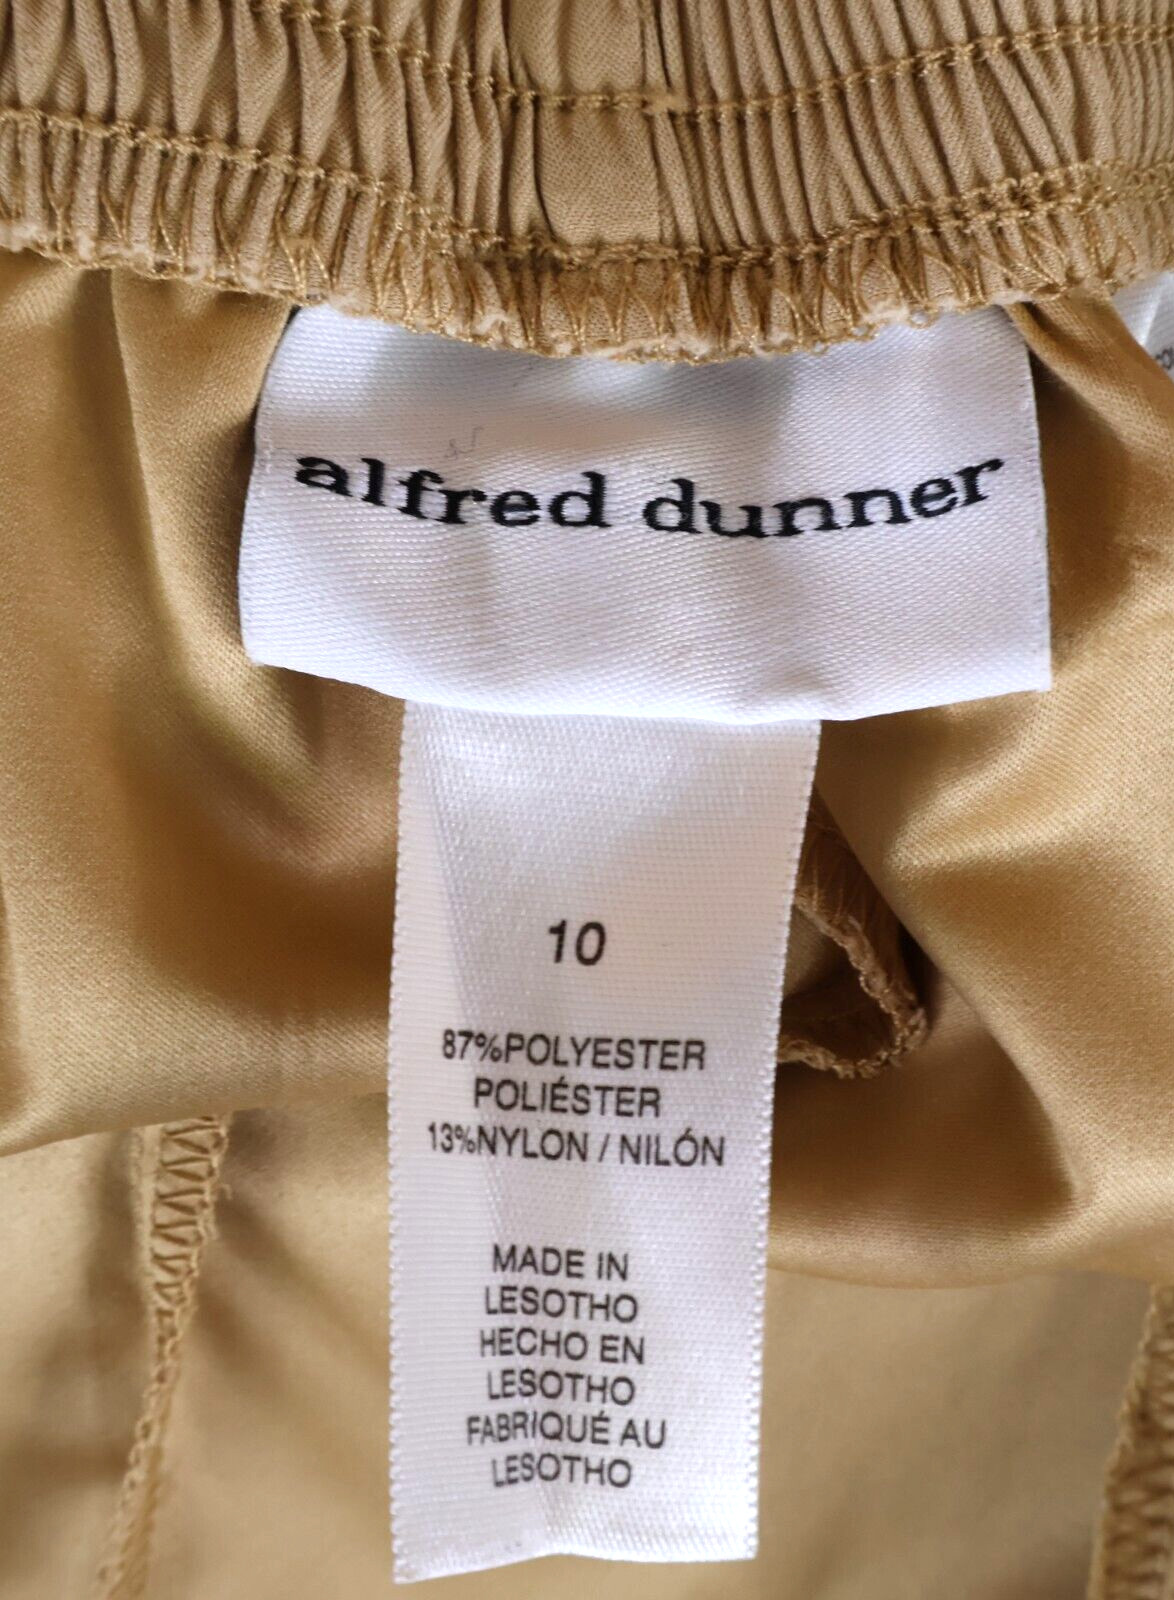 alfred dunner
10
87%POLYESTER
POLIÉSTER
13%NYLON / NILÓN
MADE IN
LESOTHO
HECHO EN
LESOTHO
FABRIQUÉ AU
LESOTHO